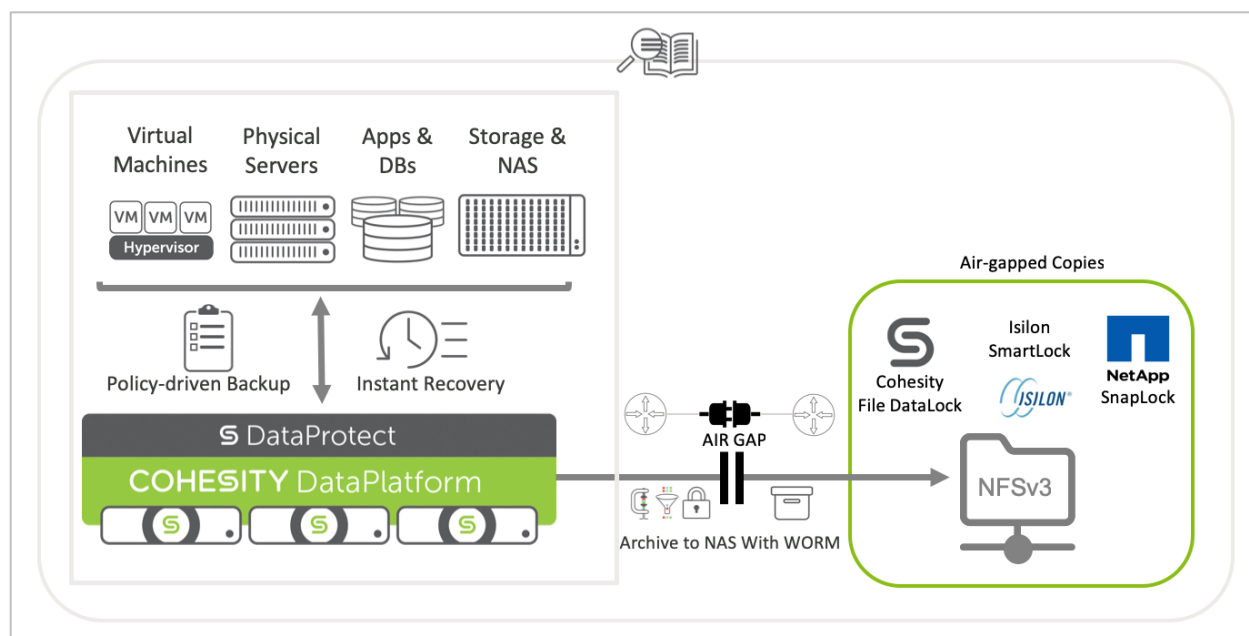 Virtual
Machines
Physical
Servers
Apps &
DBs
Storage &
NAS
VM VM VM
Hypervisor
Policy-driven Backup
Instant Recovery
DataProtect
COHESITY DataPlatform
AIR GAP
Archive to NAS With WORM
Air-gapped Copies
Cohesity
File DataLock
Isilon
SmartLock
ISILON®
NetApp
SnapLock
NFSv3